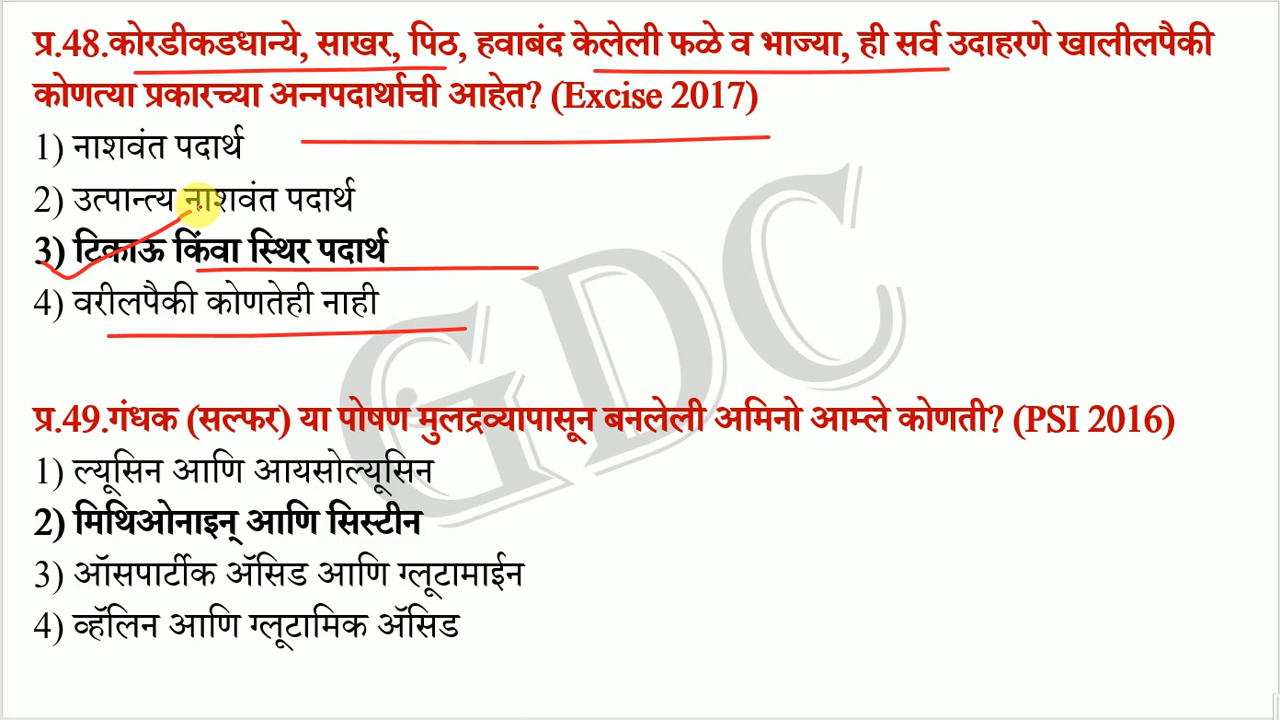 प्र.48.कोरडीकडधान्ये, साखर, पिठ, हवाबंद केलेली फळे व भाज्या, ही सर्व उदाहरणे खालीलपैकी
कोणत्या प्रकारच्या अन्नपदार्थाची आहेत? (Excise 2017)
1) नाशवंत पदार्थ
2) उत्पान्त्य नाशवंत पदार्थ
3) टिकाऊ किंवा स्थिर पदार्थ
4) वरीलपैकी कोणतेही नाही
GDC
प्र.49.गंधक (सल्फर) या पोषण मुलद्रव्यापासून बनलेली अमिनो आम्ले कोणती? (PSI 2016)
1) ल्यूसिन आणि आयसोल्यूसिन
2) मिथिओनाइन् आणि सिस्टीन
3) ऑसपार्टीक ॲसिड आणि ग्लूटामाईन
4) व्हॅलिन आणि ग्लूटामिक ॲसिड